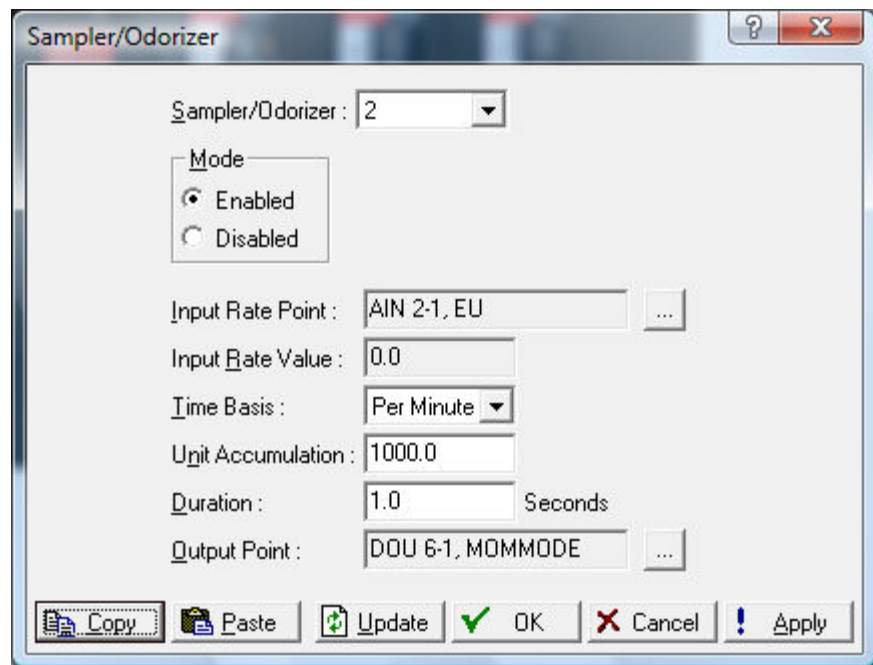 Sampler/Odorizer
Sampler/Odorizer : 2
Mode
Enabled
Disabled
Input Rate Point : AIN 2-1, EU ...
Input Rate Value : 0.0
Time Basis : Per Minute
Unit Accumulation : 1000.0
Duration : 1.0 Seconds
Output Point : DOU 6-1, MOMMODE ...
Copy Paste Update OK Cancel Apply